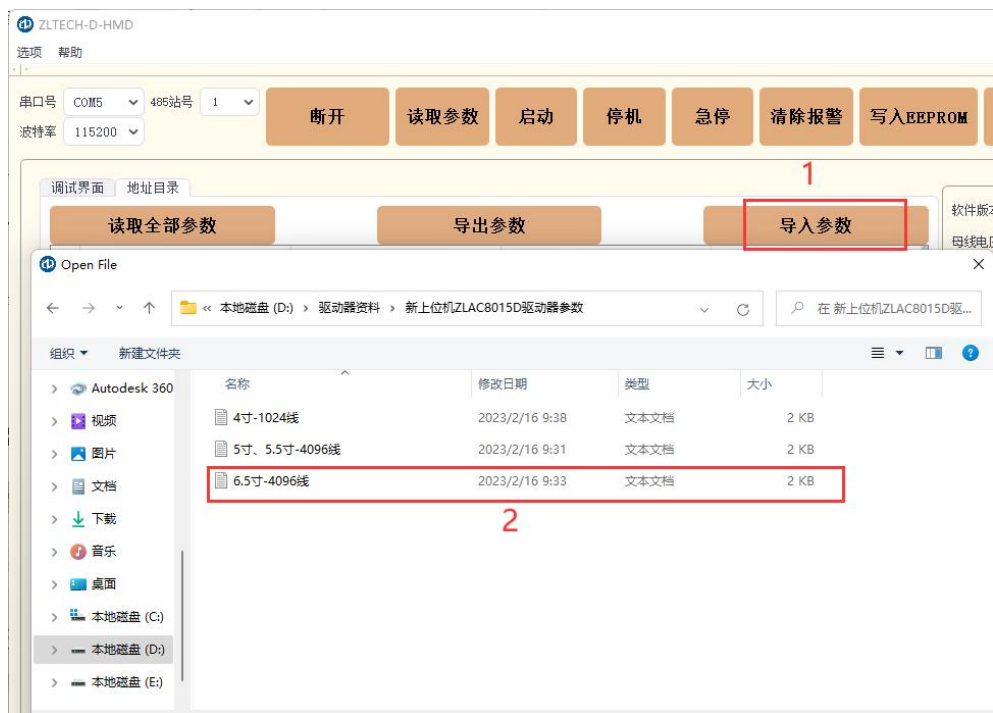 ZLTECH-D-HMD
选项 帮助
串口号 COM5 485站号 1
波特率 115200
断开 读取参数 启动 停机 急停 清除报警 写入EEPROM
1
调试界面 地址目录
读取全部参数 导出参数 导入参数
软件版本
母线电压
Open File
« 本地磁盘 (D:) › 驱动器资料 › 新上位机ZLAC8015D驱动器参数
在 新上位机ZLAC8015D驱...
组织 新建文件夹
名称 修改日期 类型 大小
Autodesk 360
视频
图片
文档
下载
音乐
桌面
本地磁盘 (C:)
本地磁盘 (D:)
本地磁盘 (E:)
4寸-1024线 2023/2/16 9:38 文本文档 2 KB
5寸、5.5寸-4096线 2023/2/16 9:31 文本文档 2 KB
6.5寸-4096线 2023/2/16 9:33 文本文档 2 KB
2